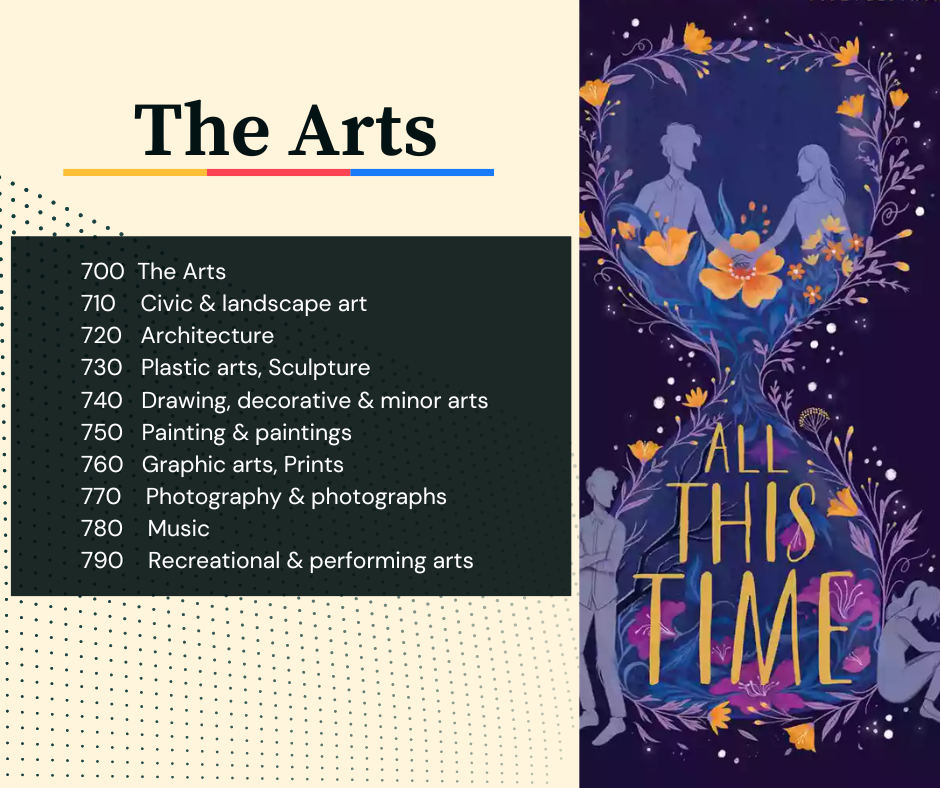 The Arts
700 The Arts
710 Civic & landscape art
720 Architecture
730 Plastic arts, Sculpture
740 Drawing, decorative & minor arts
750 Painting & paintings
760 Graphic arts, Prints
770 Photography & photographs
780 Music
790 Recreational & performing arts
ALL
THIS
TIME